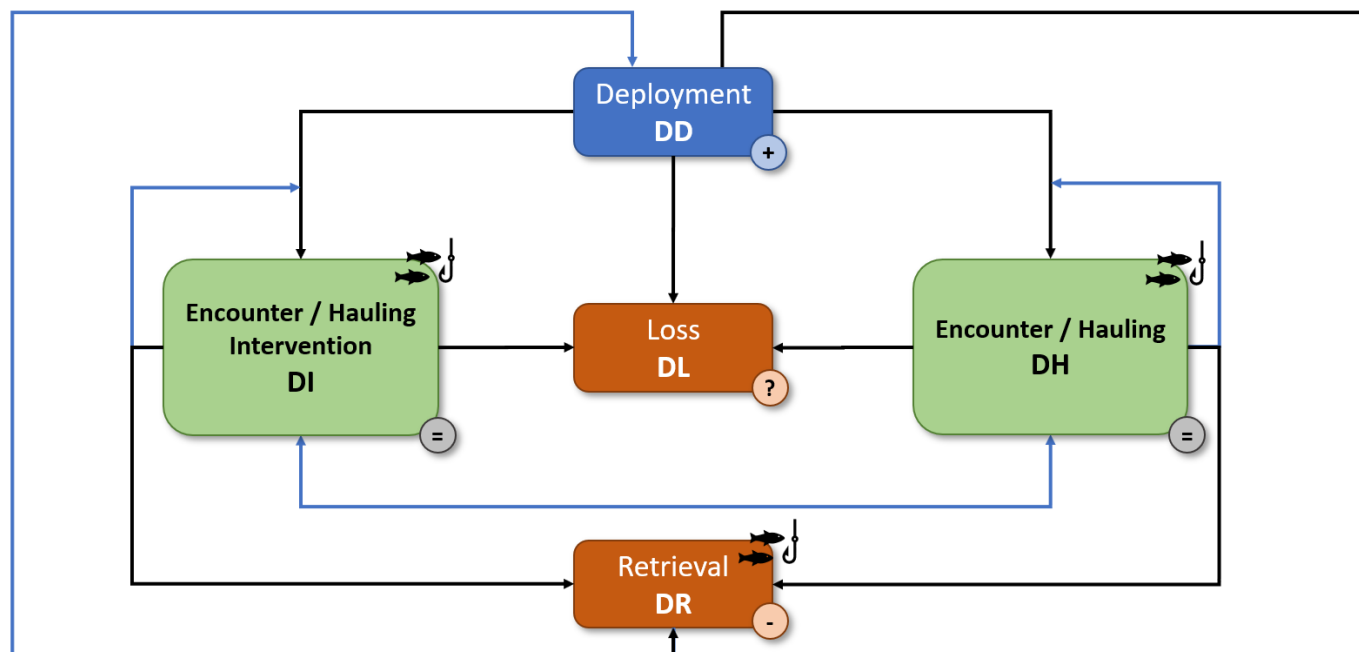 Deployment
DD
+
Encounter / Hauling
Intervention
DI
=
Loss
DL
?
Encounter / Hauling
DH
=
Retrieval
DR
-